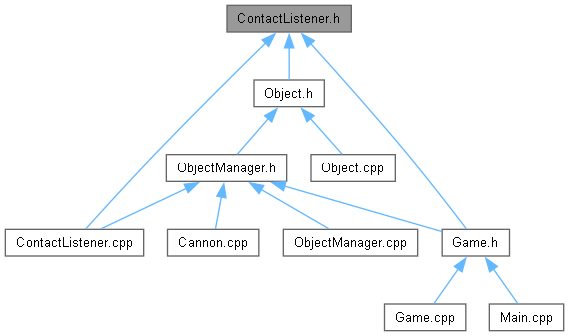 ContactListener.h
Object.h
ObjectManager.h
Object.cpp
ContactListener.cpp
Cannon.cpp
ObjectManager.cpp
Game.h
Game.cpp
Main.cpp